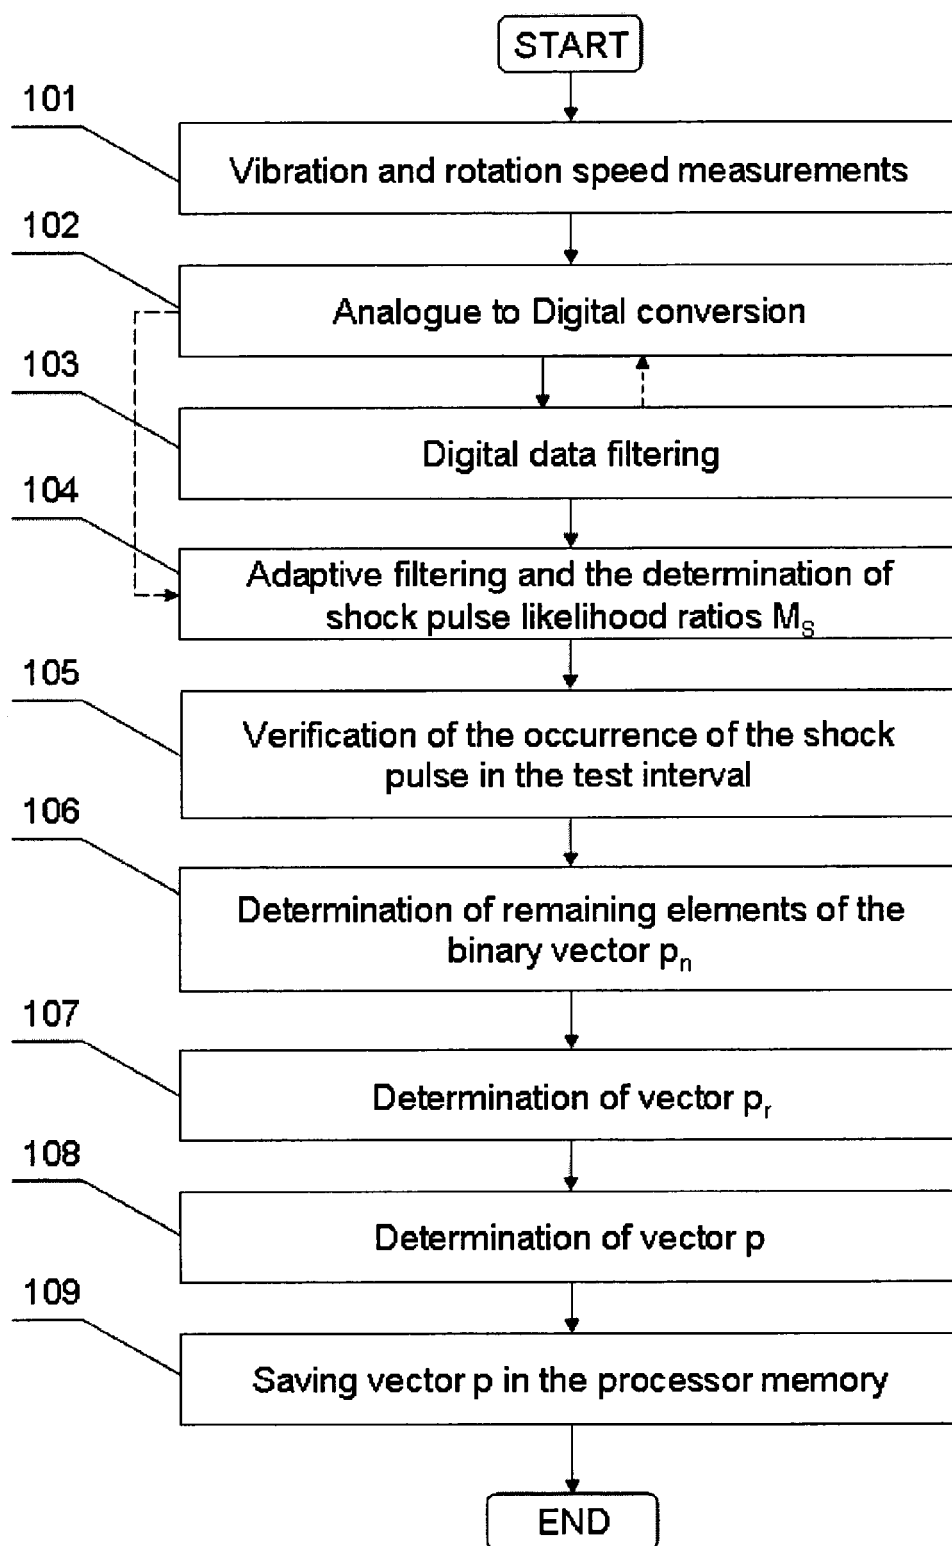 START
101
Vibration and rotation speed measurements
102
Analogue to Digital conversion
103
Digital data filtering
104
Adaptive filtering and the determination of
shock pulse likelihood ratios M_S
105
Verification of the occurrence of the shock
pulse in the test interval
106
Determination of remaining elements of the
binary vector p_n
107
Determination of vector p_r
108
Determination of vector p
109
Saving vector p in the processor memory
END